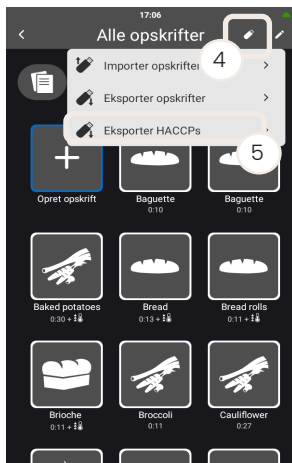 17:06
Alle opskrifter
4
Importer opskrifter
Eksporter opskrifter
Eksporter HACCPs
5
Opret opskrift
Baguette
0:10
Baguette
0:10
Baked potatoes
0:30 +
Bread
0:13 +
Bread rolls
0:11 +
Brioche
0:11 +
Broccoli
0:11
Cauliflower
0:27